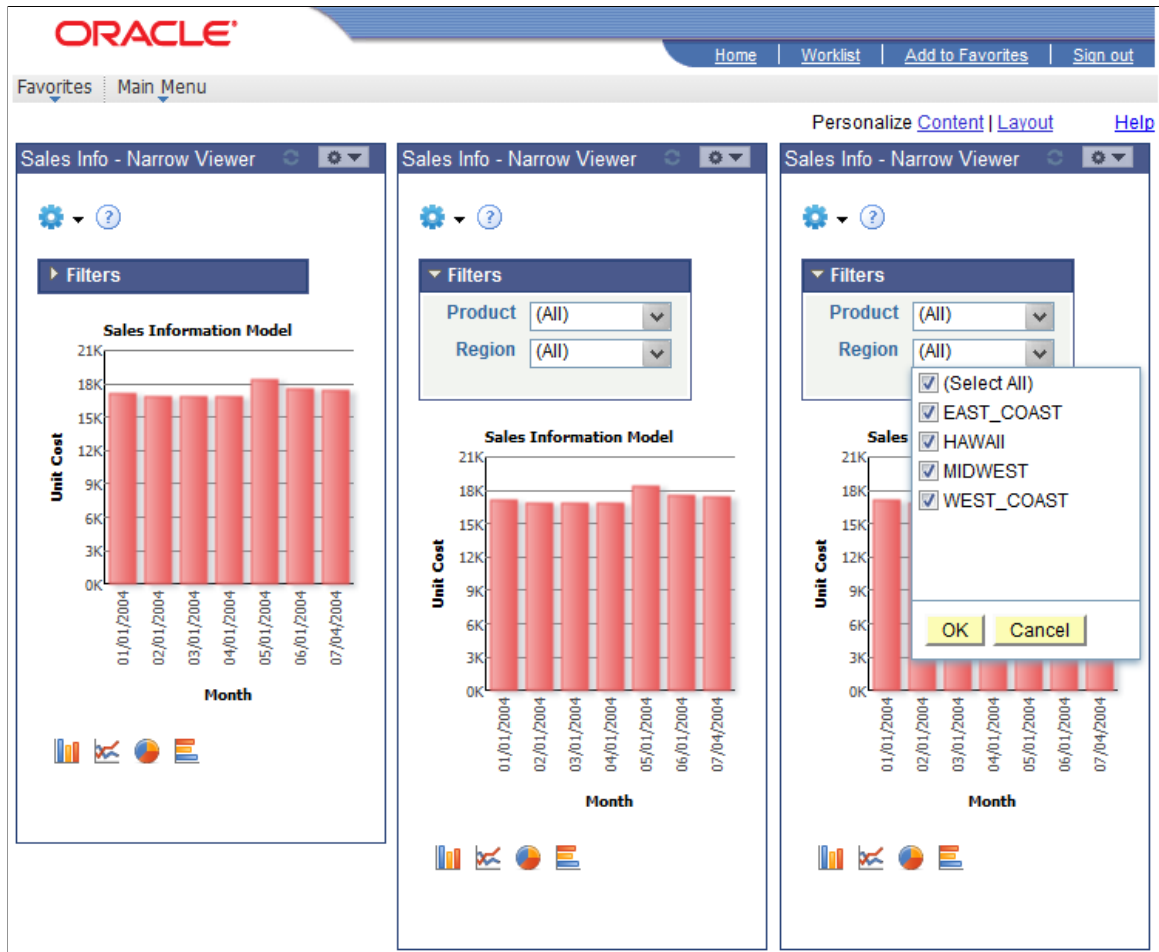 ORACLE
Home | Worklist | Add to Favorites | Sign out
Favorites Main Menu
Personalize Content | Layout Help
Sales Info - Narrow Viewer
Filters
Sales Information Model
21K
18K
15K
12K
9K
6K
3K
0K
Unit Cost
01/01/2004
02/01/2004
03/01/2004
04/01/2004
05/01/2004
06/01/2004
07/04/2004
Month
Sales Info - Narrow Viewer
Filters
Product (All)
Region (All)
Sales Information Model
21K
18K
15K
12K
9K
6K
3K
0K
Unit Cost
01/01/2004
02/01/2004
03/01/2004
04/01/2004
05/01/2004
06/01/2004
07/04/2004
Month
Sales Info - Narrow Viewer
Filters
Product (All)
Region (All)
(Select All)
EAST_COAST
HAWAII
MIDWEST
WEST_COAST
OK Cancel
Sales
21K
18K
15K
12K
9K
6K
3K
0K
Unit Cost
01/01/2004
02/01/2004
03/01/2004
04/01/2004
05/01/2004
06/01/2004
07/04/2004
Month